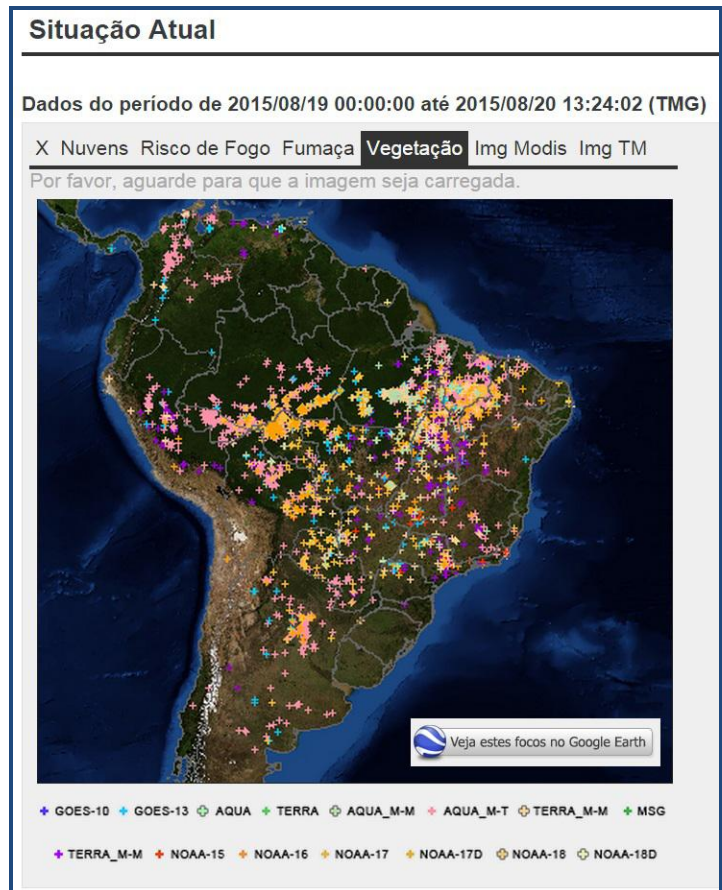 Situação Atual
Dados do período de 2015/08/19 00:00:00 até 2015/08/20 13:24:02 (TMG)
X Nuvens Risco de Fogo Fumaça Vegetação Img Modis Img TM
Por favor, aguarde para que a imagem seja carregada.
Veja estes focos no Google Earth
GOES-10 GOES-13 AQUA TERRA AQUA_M-M AQUA_M-T TERRA_M-M MSG
TERRA_M-M NOAA-15 NOAA-16 NOAA-17 NOAA-17D NOAA-18 NOAA-18D